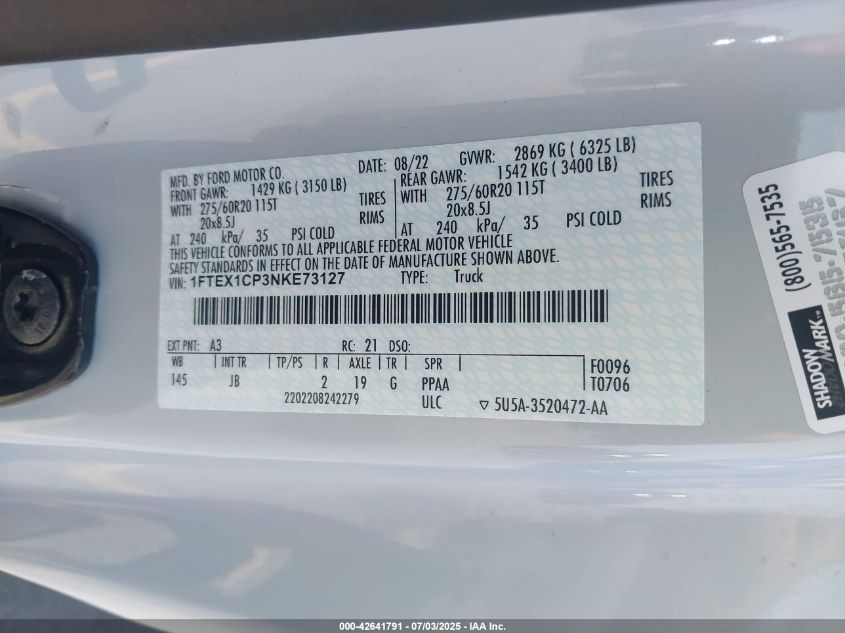 MFD. BY FORD MOTOR CO.
DATE: 08/22 GVWR: 2869 KG ( 6325 LB)
FRONT GAWR: 1429 KG ( 3150 LB)
WITH 275/60R20 115T TIRES
20x8.5J RIMS
AT 240 kPa/ 35 PSI COLD
REAR GAWR: 1542 KG ( 3400 LB)
WITH 275/60R20 115T TIRES
20x8.5J RIMS
AT 240 kPa/ 35 PSI COLD
THIS VEHICLE CONFORMS TO ALL APPLICABLE FEDERAL MOTOR VEHICLE
SAFETY STANDARDS IN EFFECT ON THE DATE OF MANUFACTURE SHOWN ABOVE.
VIN: 1FTEX1CP3NKE73127 TYPE: Truck
EXT PNT: A3 RC: 21 DSO:
WB INT TR TP/PS R AXLE TR SPR F0096
145 JB 2 19 G PPAA T0706
2202208242279 ULC 5U5A-3520472-AA
(800)565-7535
SHADOW
MARK
000-42641791 - 07/03/2025 - IAA Inc.